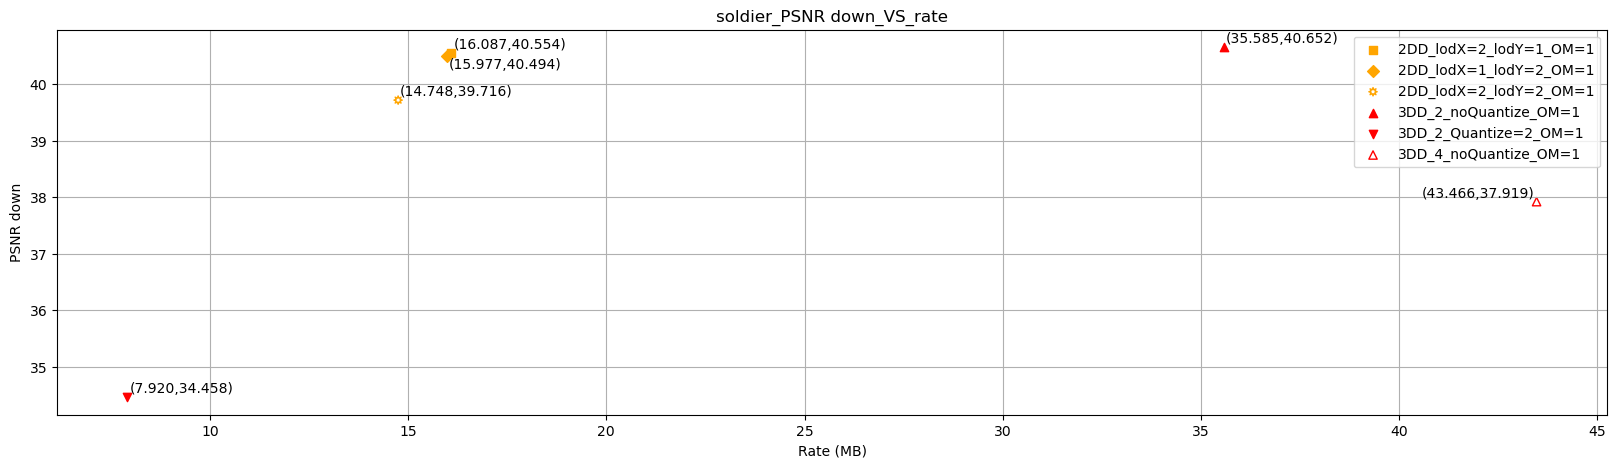 soldier_PSNR down_VS_rate
(16.087,40.554)
(15.977,40.494)
(14.748,39.716)
(35.585,40.652)
(43.466,37.919)
(7.920,34.458)
2DD_lodX=2_lodY=1_OM=1
2DD_lodX=1_lodY=2_OM=1
2DD_lodX=2_lodY=2_OM=1
3DD_2_noQuantize_OM=1
3DD_2_Quantize=2_OM=1
3DD_4_noQuantize_OM=1
PSNR down
40
39
38
37
36
35
10 15 20 25 30 35 40 45
Rate (MB)